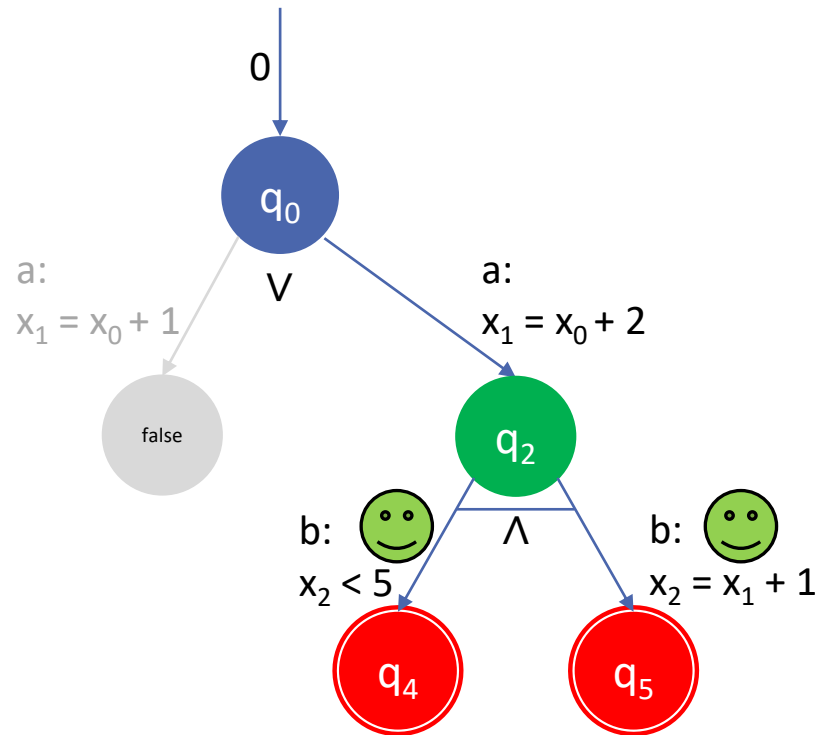 0
q₀
a:
x₁ = x₀ + 1
V
a:
x₁ = x₀ + 2
false
q₂
b:
x₂ < 5
Λ
b:
x₂ = x₁ + 1
q₄
q₅